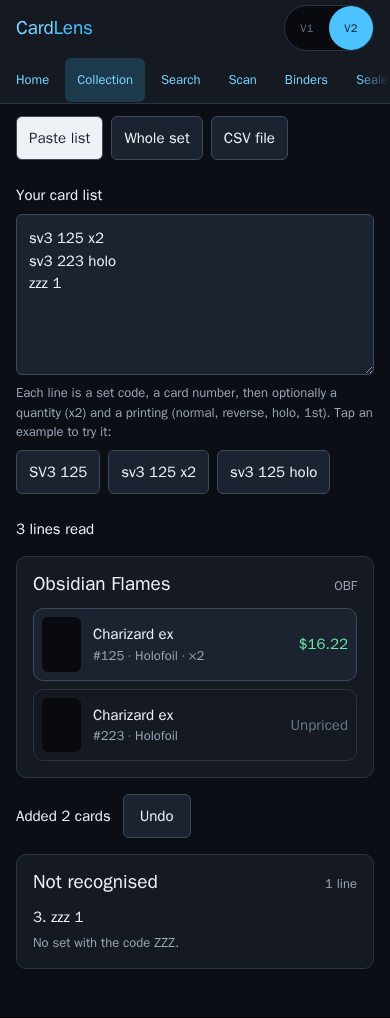 CardLens
V1
V2
Home
Collection
Search
Scan
Binders
Seale
Paste list
Whole set
CSV file
Your card list
sv3 125 x2
sv3 223 holo
zzz 1
Each line is a set code, a card number, then optionally a
quantity (x2) and a printing (normal, reverse, holo, 1st). Tap an
example to try it:
SV3 125
sv3 125 x2
sv3 125 holo
3 lines read
Obsidian Flames
OBF
Charizard ex
#125 · Holofoil · ×2
$16.22
Charizard ex
#223 · Holofoil
Unpriced
Added 2 cards
Undo
Not recognised
1 line
3. zzz 1
No set with the code ZZZ.